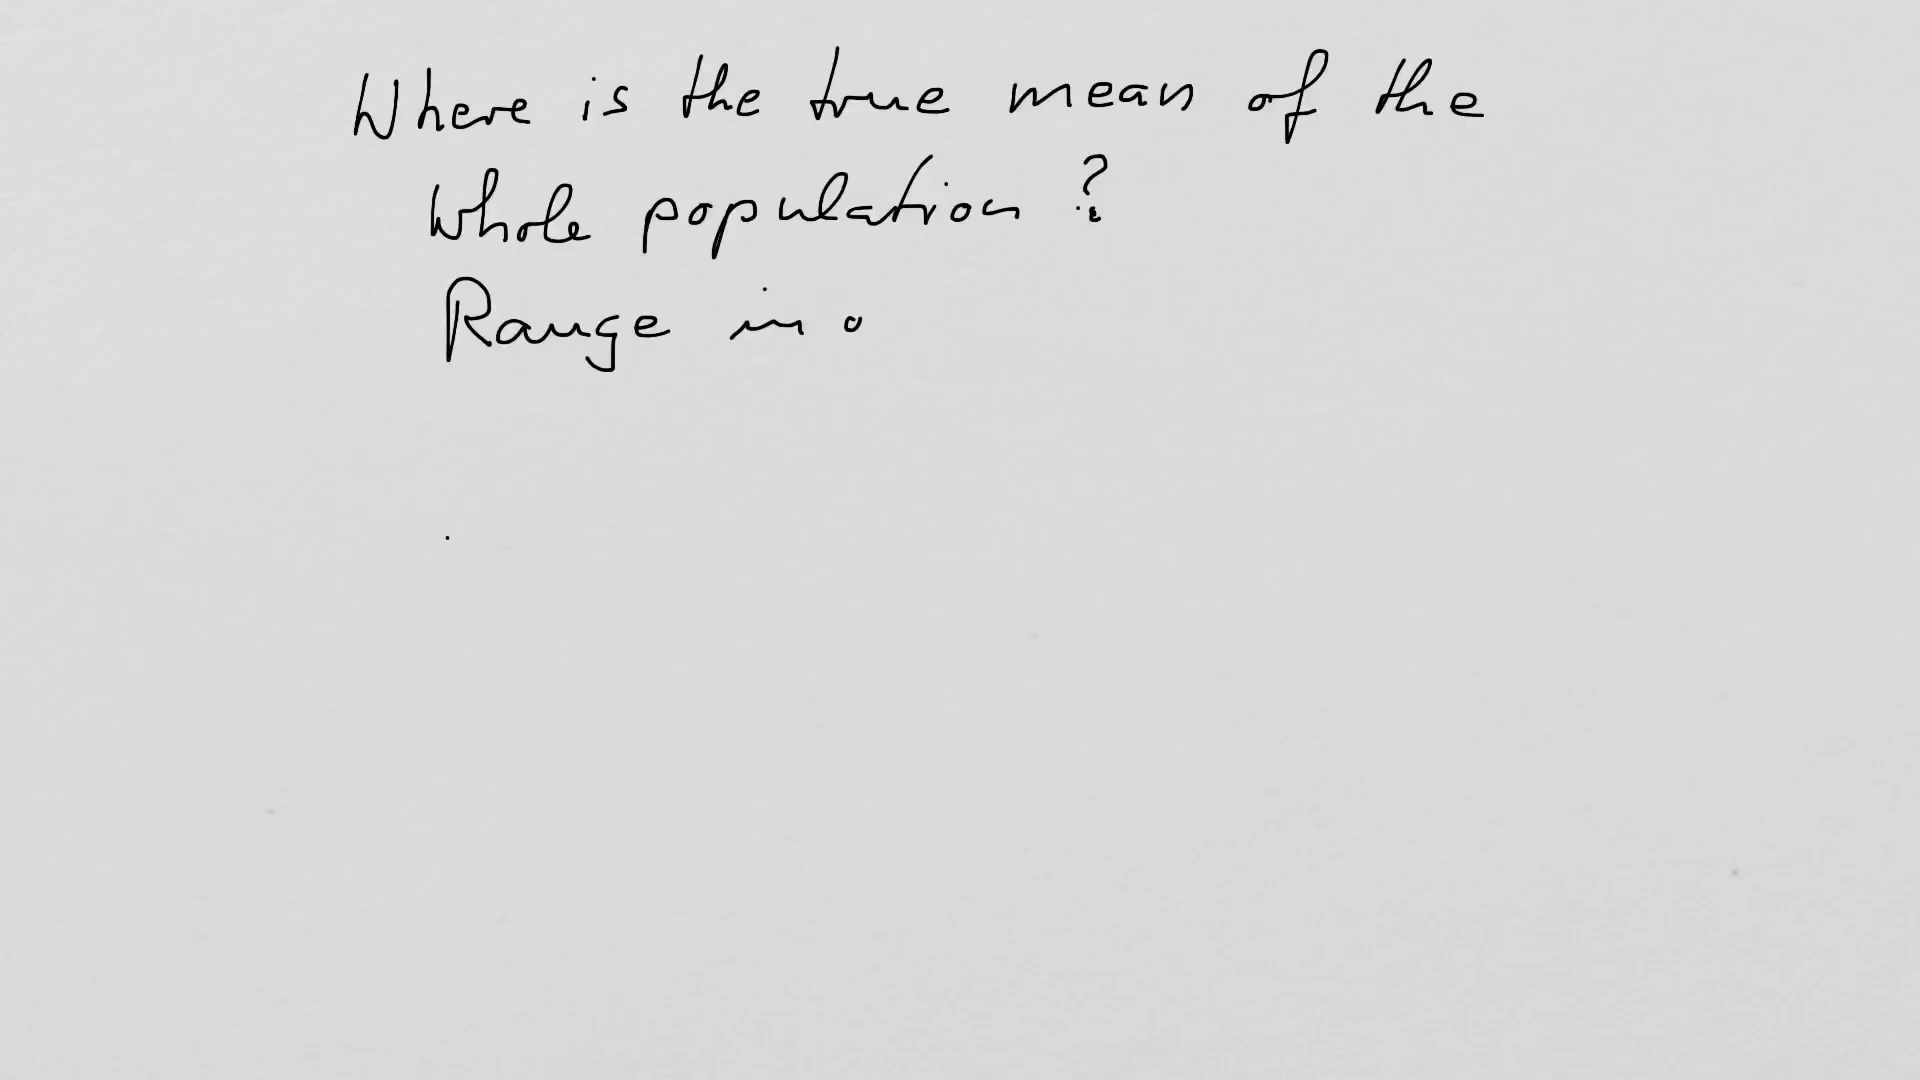 Where is the true mean of the
whole population?
Range in o